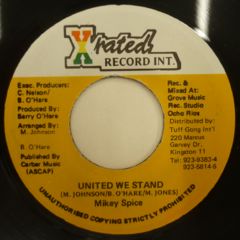 X rated
RECORD INT.
Exec. Producers:
C. Nelson/
B. O'Hare
Produced By
Barry O'Hare
Arranged By:
M. Johnson
B. O'Hare
Published By
Carbar Music
(ASCAP)
Rec. &
Mixed At:
Grove Music
Rec. Studio
Ocho Rios
Distributed By:
Tuff Gong Int'l
220 Marcus
Garvey Dr.
Kingston 11
Tel: 923-9383-4
923-5814-5
UNITED WE STAND
(M. JOHNSON/B. O'HARE/M. JONES)
Mikey Spice
UNAUTHORISED COPYING STRICTLY PROHIBITED